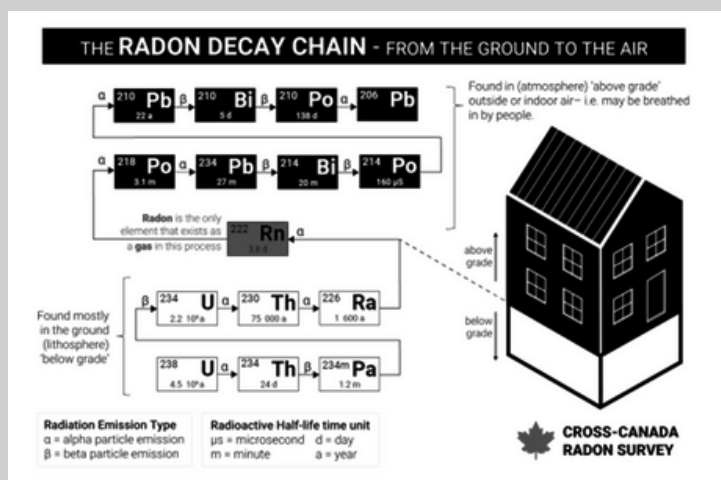 THE RADON DECAY CHAIN - FROM THE GROUND TO THE AIR
α 210 Pb 22 a β 210 Bi 5 d β 210 Po 138 d α 206 Pb
Found in (atmosphere) 'above grade'
outside or indoor air– i.e. may be breathed
in by people.
α 218 Po 3.1 m α 234 Pb 27 m β 214 Bi 20 m β 214 Po 160 µS
Radon is the only
element that exists as
a gas in this process
222 Rn 3.8 d α
above
grade
below
grade
Found mostly
in the ground
(lithosphere)
'below grade'
β 234 U 2.2 10⁵a α 230 Th 75 000 a α 226 Ra 1 600 a
238 U 4.5 10⁹a α 234 Th 24 d β 234m Pa 1.2 m
Radiation Emission Type
α = alpha particle emission
β = beta particle emission
Radioactive Half-life time unit
µs = microsecond d = day
m = minute a = year
CROSS-CANADA
RADON SURVEY